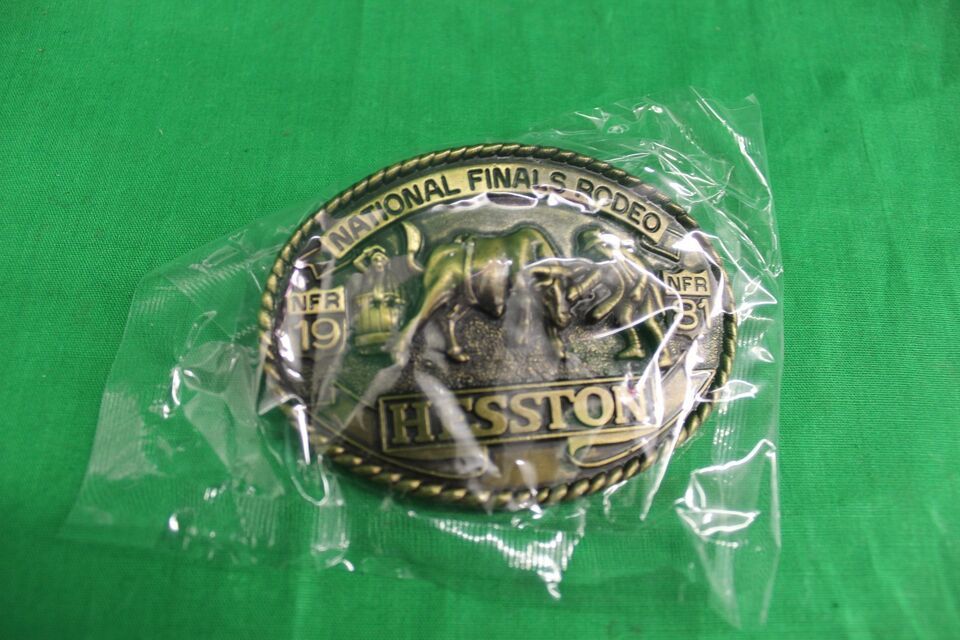 NATIONAL FINALS RODEO
NFR
19
NFR
81
HESSTON